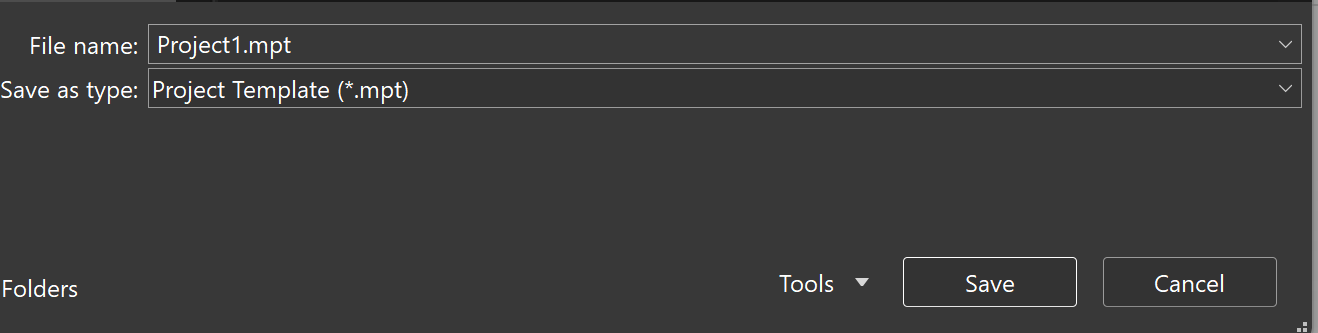 File name: Project1.mpt
Save as type: Project Template (*.mpt)
Folders Tools Save Cancel